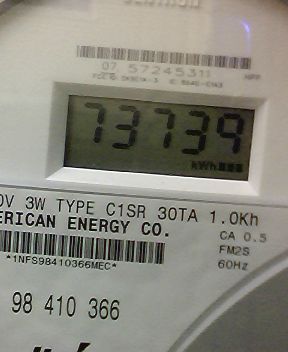 07 57245311
73739
kWh
0V 3W TYPE C1SR 30TA 1.0Kh
ERICAN ENERGY CO.
CA 0.5
FM2S
60Hz
*1NFS98410366MEC*
98 410 366